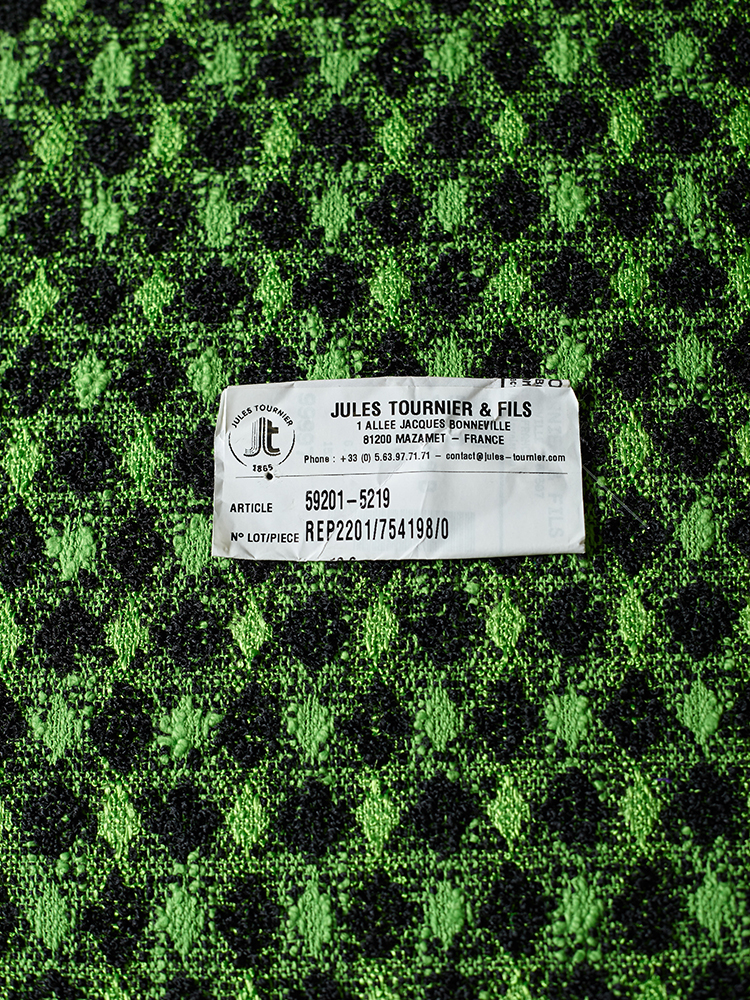 JULES TOURNIER
Jt
1865
JULES TOURNIER & FILS
1 ALLEE JACQUES BONNEVILLE
81200 MAZAMET – FRANCE
Phone : +33 (0) 5.63.97.71.71 – contact@jules-tournier.com
ARTICLE 59201-5219
N° LOT/PIECE REP2201/754198/0